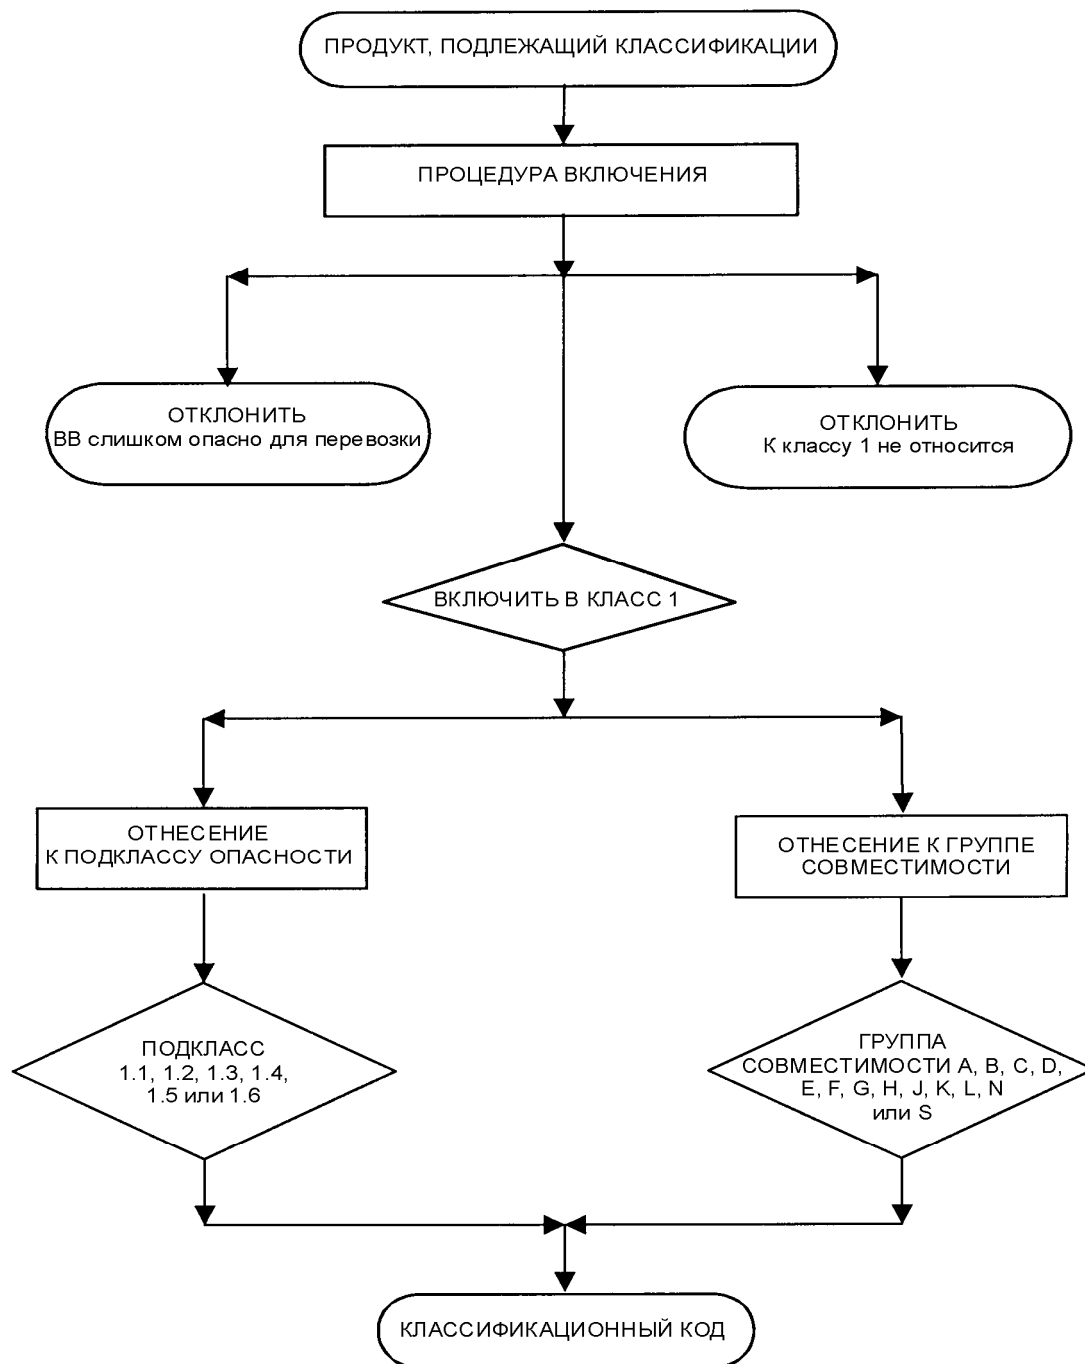 ПРОДУКТ, ПОДЛЕЖАЩИЙ КЛАССИФИКАЦИИ
ПРОЦЕДУРА ВКЛЮЧЕНИЯ
ОТКЛОНИТЬ
ВВ слишком опасно для перевозки
ОТКЛОНИТЬ
К классу 1 не относится
ВКЛЮЧИТЬ В КЛАСС 1
ОТНЕСЕНИЕ
К ПОДКЛАССУ ОПАСНОСТИ
ОТНЕСЕНИЕ К ГРУППЕ
СОВМЕСТИМОСТИ
ПОДКЛАСС
1.1, 1.2, 1.3, 1.4,
1.5 или 1.6
ГРУППА
СОВМЕСТИМОСТИ A, B, C, D,
E, F, G, H, J, K, L, N
или S
КЛАССИФИКАЦИОННЫЙ КОД